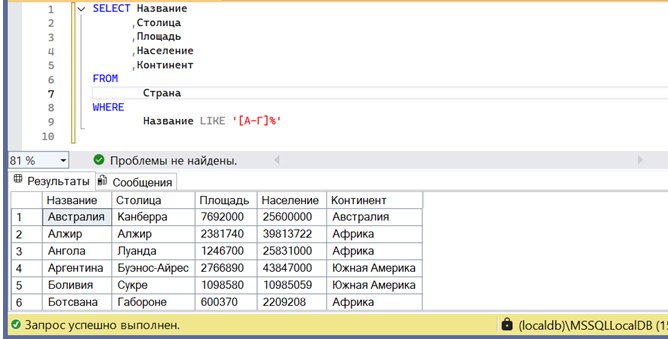 1 SELECT Название
2 ,Столица
3 ,Площадь
4 ,Население
5 ,Континент
6 FROM
7 Страна
8 WHERE
9 Название LIKE '[А-Г]%'
10
81 % Проблемы не найдены.
Результаты Сообщения
Название Столица Площадь Население Континент
1 Австралия Канберра 7692000 25600000 Австралия
2 Алжир Алжир 2381740 39813722 Африка
3 Ангола Луанда 1246700 25831000 Африка
4 Аргентина Буэнос-Айрес 2766890 43847000 Южная Америка
5 Боливия Сукре 1098580 10985059 Южная Америка
6 Ботсвана Габороне 600370 2209208 Африка
Запрос успешно выполнен. (localdb)\MSSQLLocalDB (15